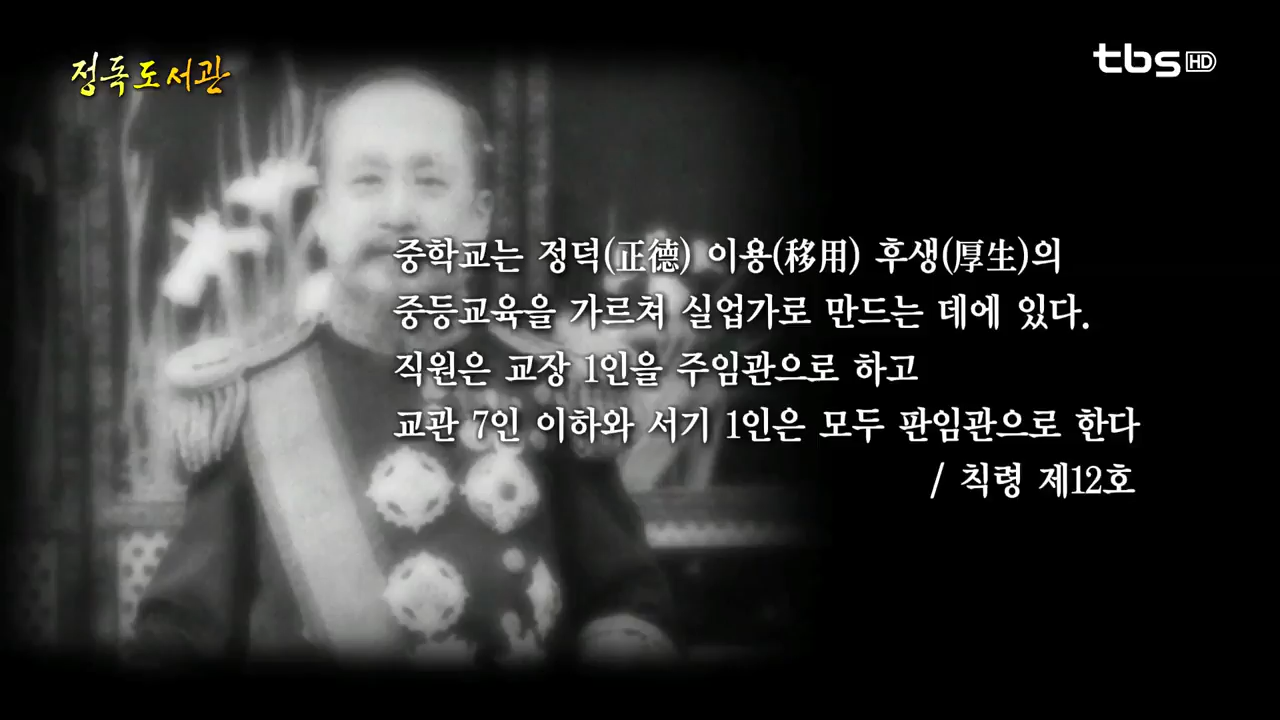 정독도서관
tbs HD
중학교는 정덕(正德) 이용(移用) 후생(厚生)의
중등교육을 가르쳐 실업가로 만드는 데에 있다.
직원은 교장 1인을 주임관으로 하고
교관 7인 이하와 서기 1인은 모두 판임관으로 한다
/ 칙령 제12호